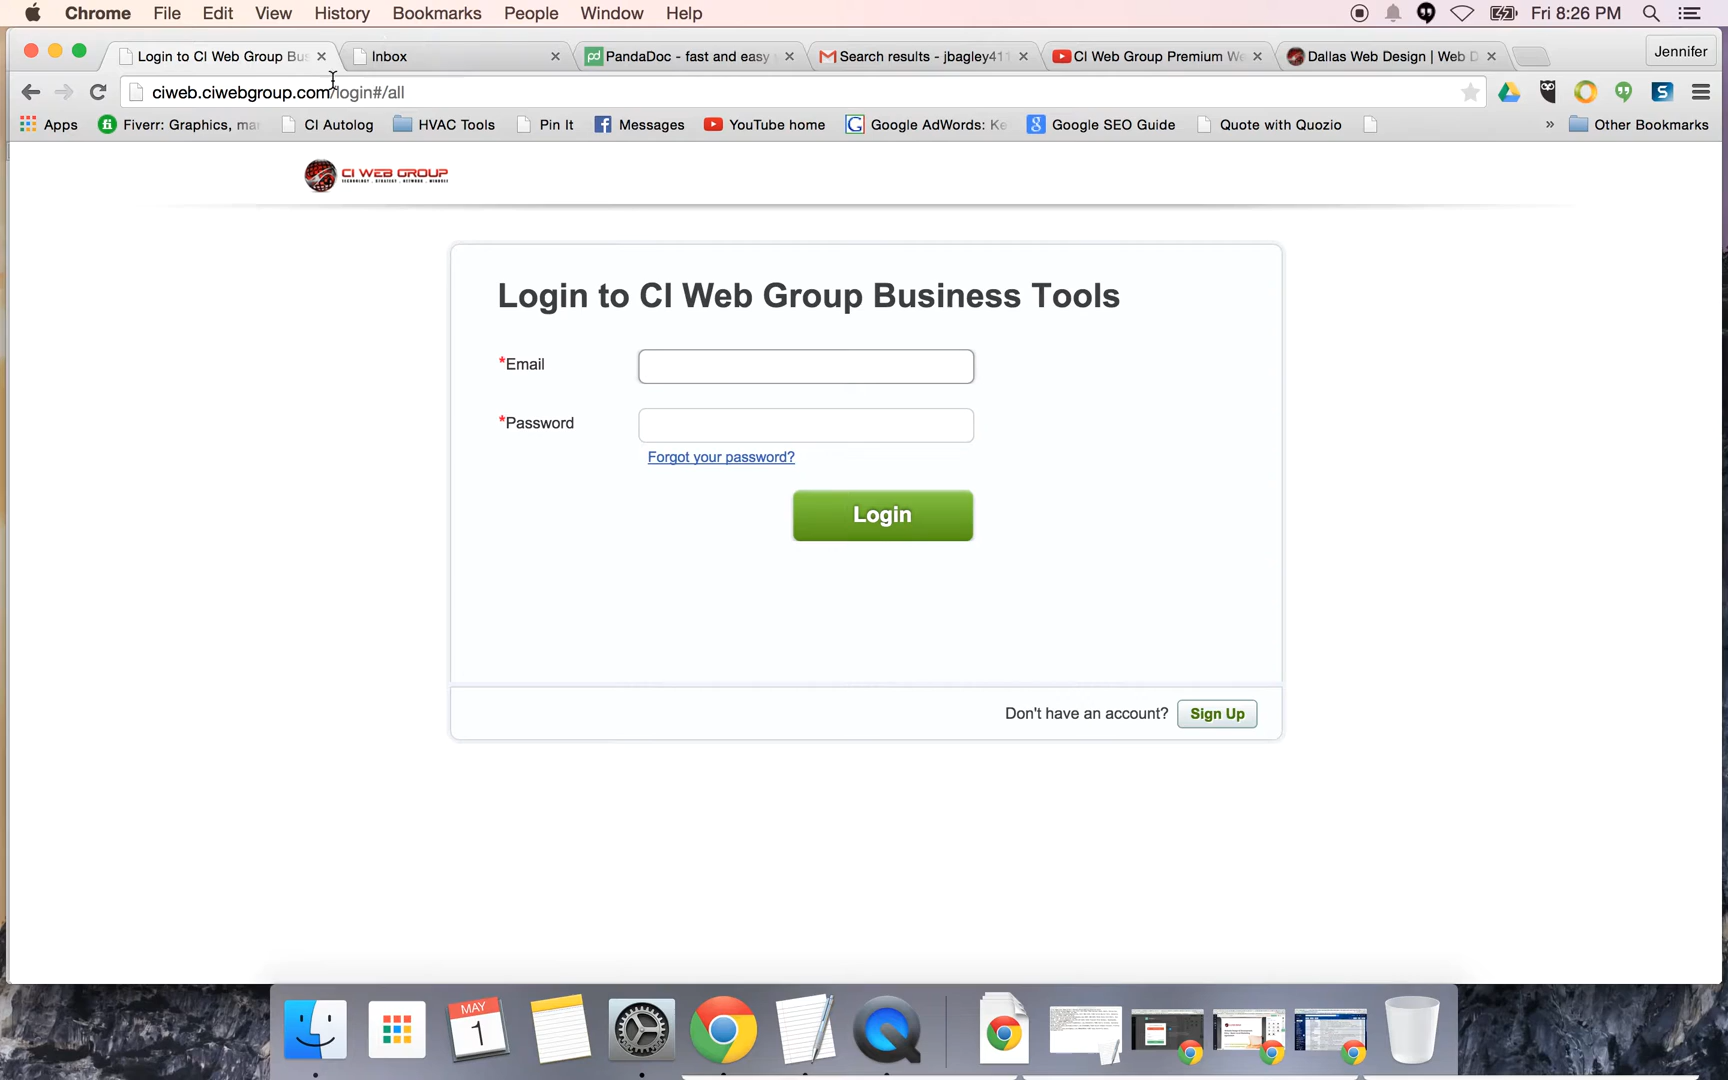 Chrome File Edit View History Bookmarks People Window Help Fri 8:26 PM
Login to CI Web Group Bus Inbox PandaDoc - fast and easy Search results - jbagley411 CI Web Group Premium We Dallas Web Design | Web D Jennifer
ciweb.ciwebgroup.com/login#/all
Apps Fiverr: Graphics, mar CI Autolog HVAC Tools Pin It Messages YouTube home Google AdWords: Ke Google SEO Guide Quote with Quozio » Other Bookmarks
CI WEB GROUP
Login to CI Web Group Business Tools
*Email
*Password
Forgot your password?
Login
Don't have an account? Sign Up
MAY
1